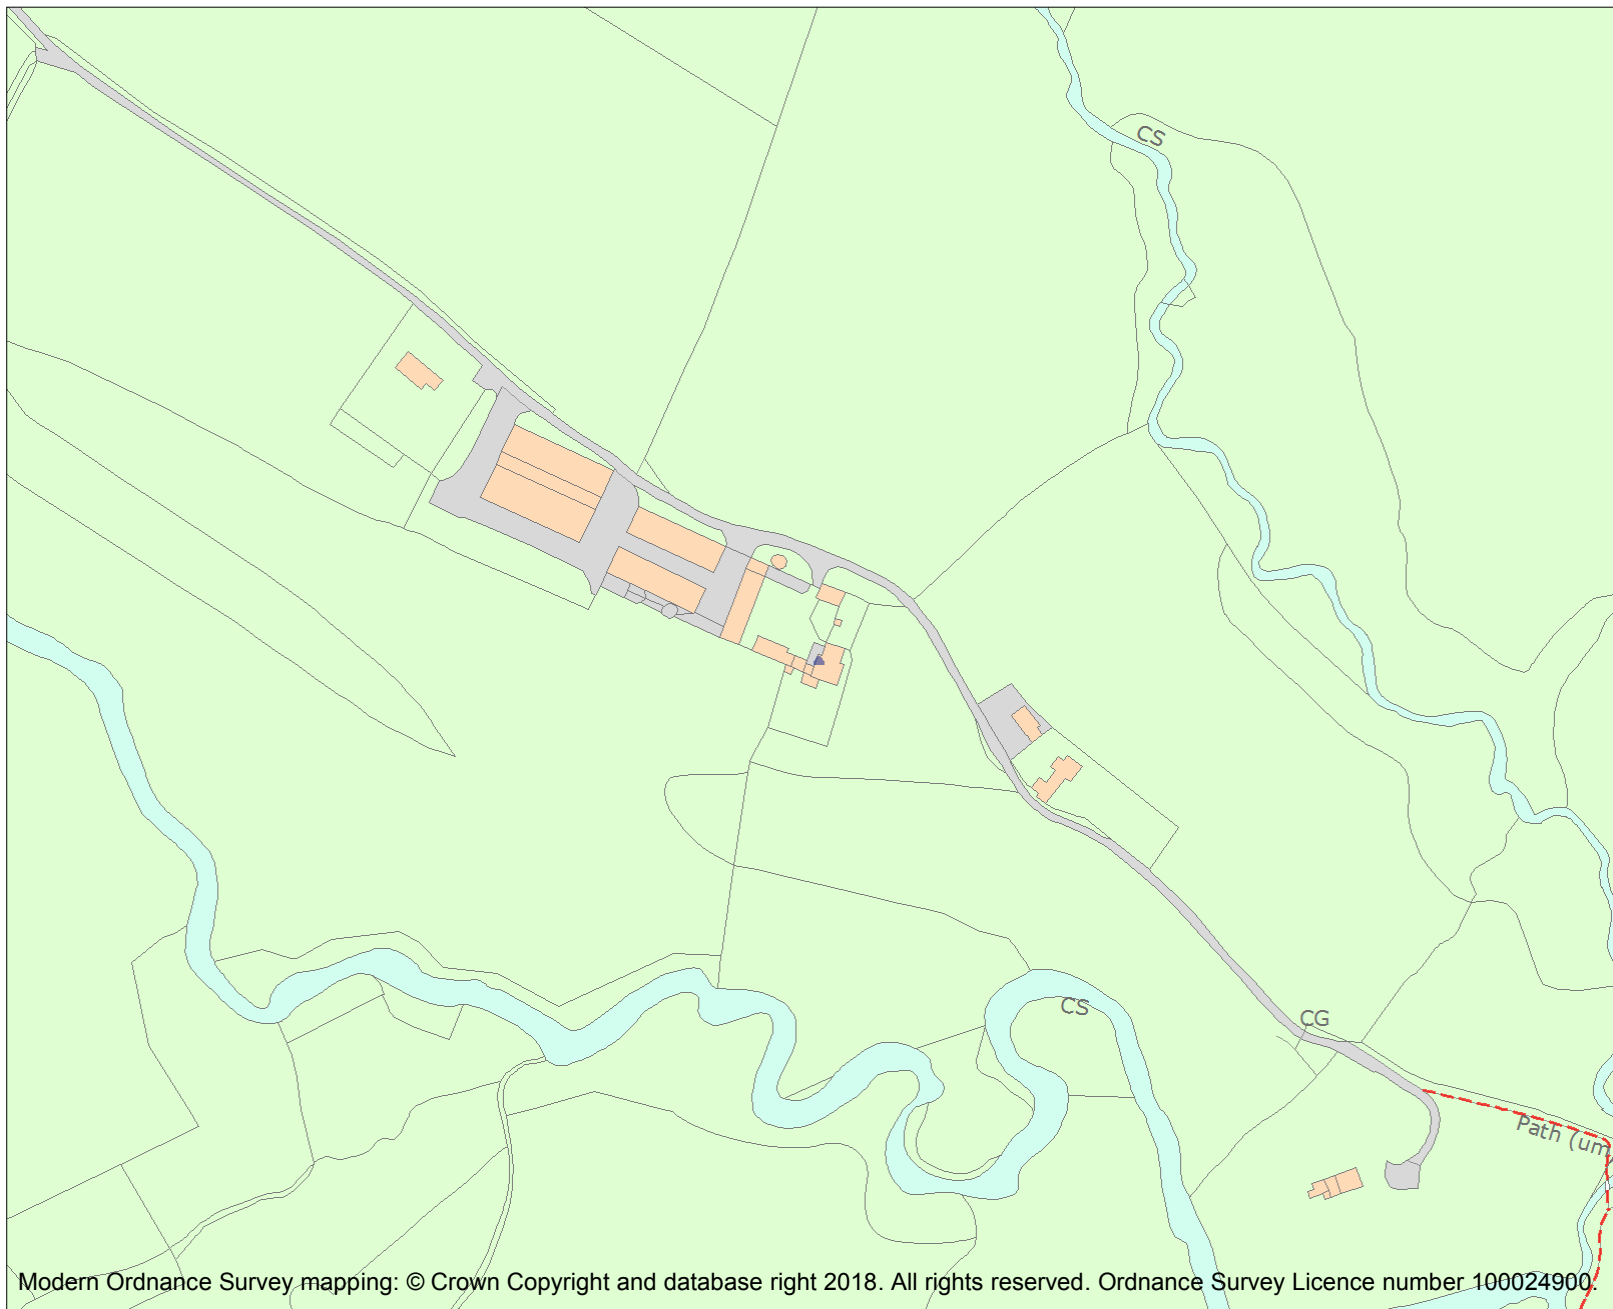 CS
CS
CG
Path (um)
Modern Ordnance Survey mapping: © Crown Copyright and database right 2018. All rights reserved. Ordnance Survey Licence number 100024900.